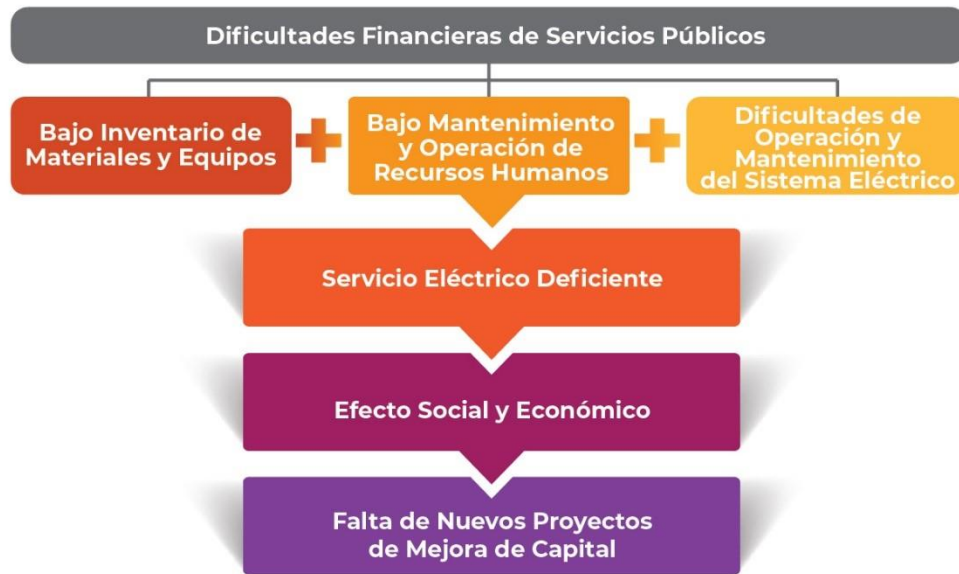 Dificultades Financieras de Servicios Públicos
Bajo Inventario de
Materiales y Equipos
Bajo Mantenimiento
y Operación de
Recursos Humanos
Dificultades de
Operación y
Mantenimiento
del Sistema Eléctrico
Servicio Eléctrico Deficiente
Efecto Social y Económico
Falta de Nuevos Proyectos
de Mejora de Capital